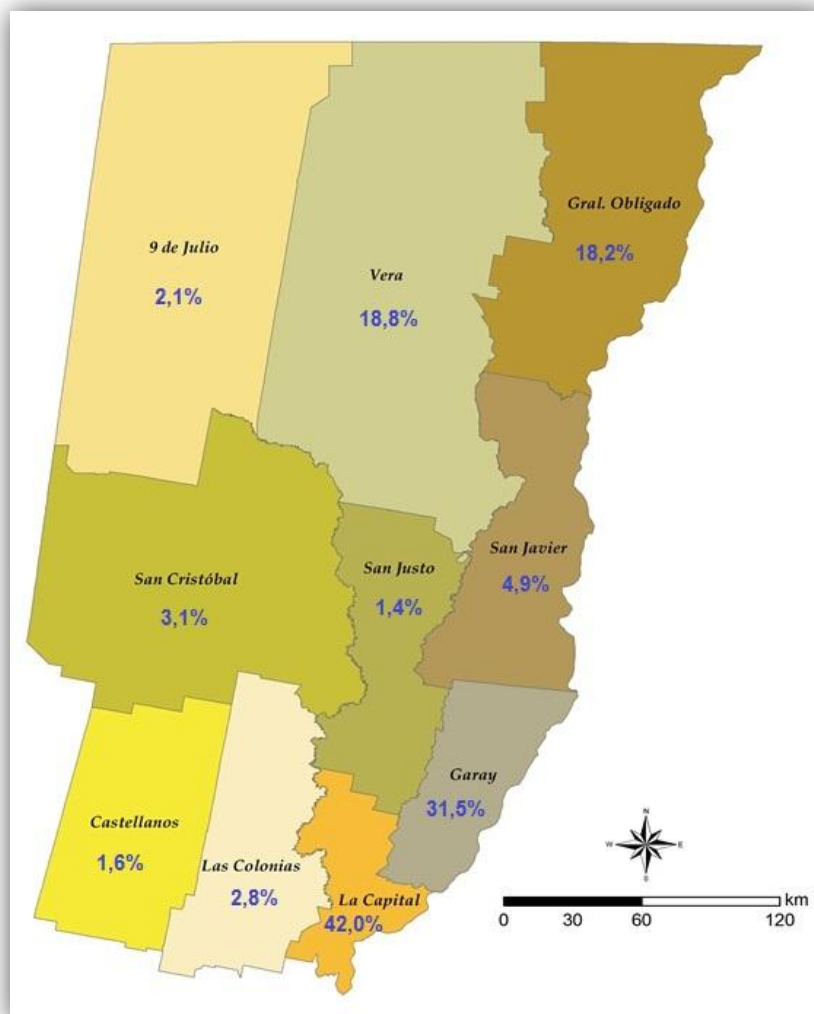 9 de Julio
2,1%
Vera
18,8%
Gral. Obligado
18,2%
San Cristóbal
3,1%
San Justo
1,4%
San Javier
4,9%
Castellanos
1,6%
Las Colonias
2,8%
La Capital
42,0%
Garay
31,5%
N
W E
S
km
0 30 60 120